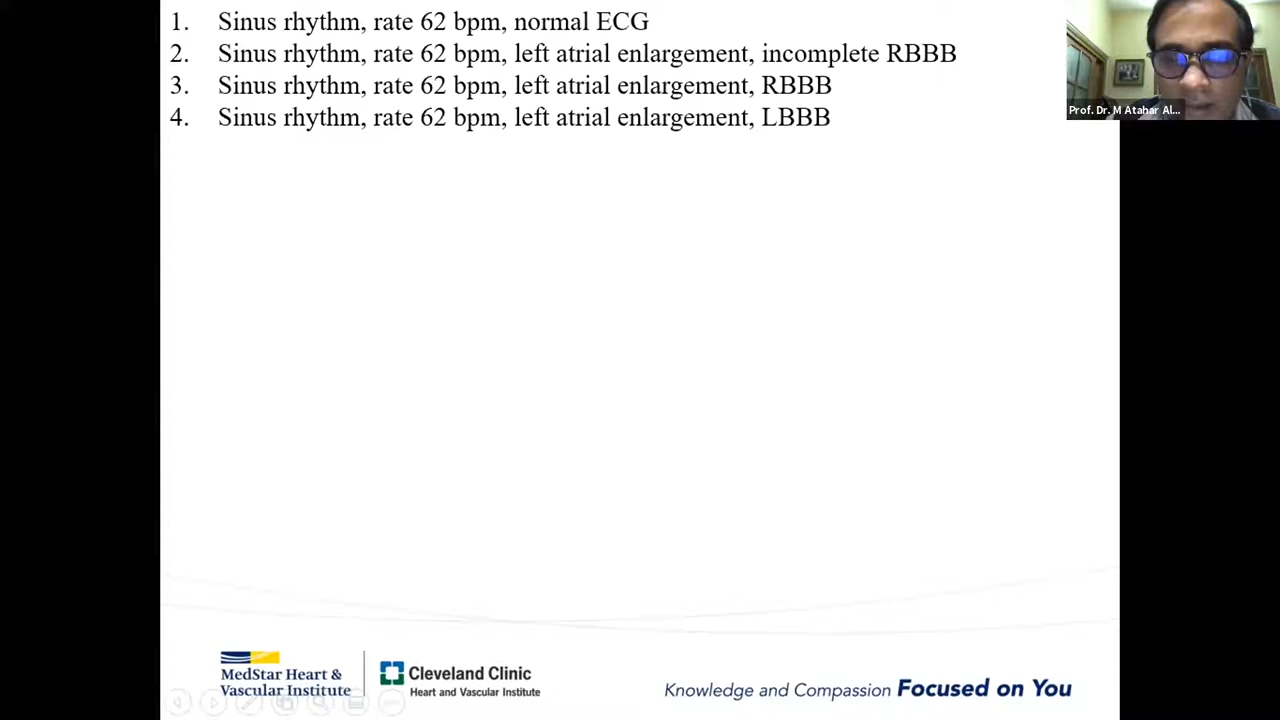 1. Sinus rhythm, rate 62 bpm, normal ECG
2. Sinus rhythm, rate 62 bpm, left atrial enlargement, incomplete RBBB
3. Sinus rhythm, rate 62 bpm, left atrial enlargement, RBBB
4. Sinus rhythm, rate 62 bpm, left atrial enlargement, LBBB
Prof. Dr. M Atahar Al...
MedStar Heart &
Vascular Institute
Cleveland Clinic
Heart and Vascular Institute
Knowledge and Compassion Focused on You